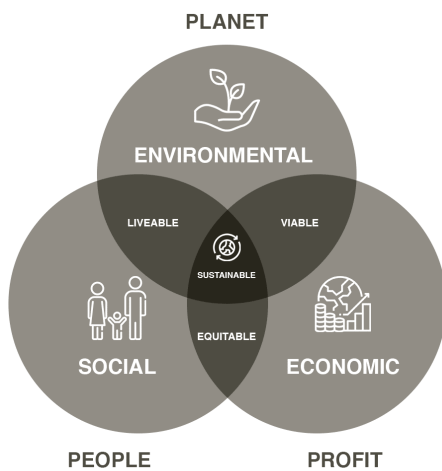 PLANET
ENVIRONMENTAL
LIVEABLE
VIABLE
SUSTAINABLE
EQUITABLE
SOCIAL
ECONOMIC
PEOPLE
PROFIT